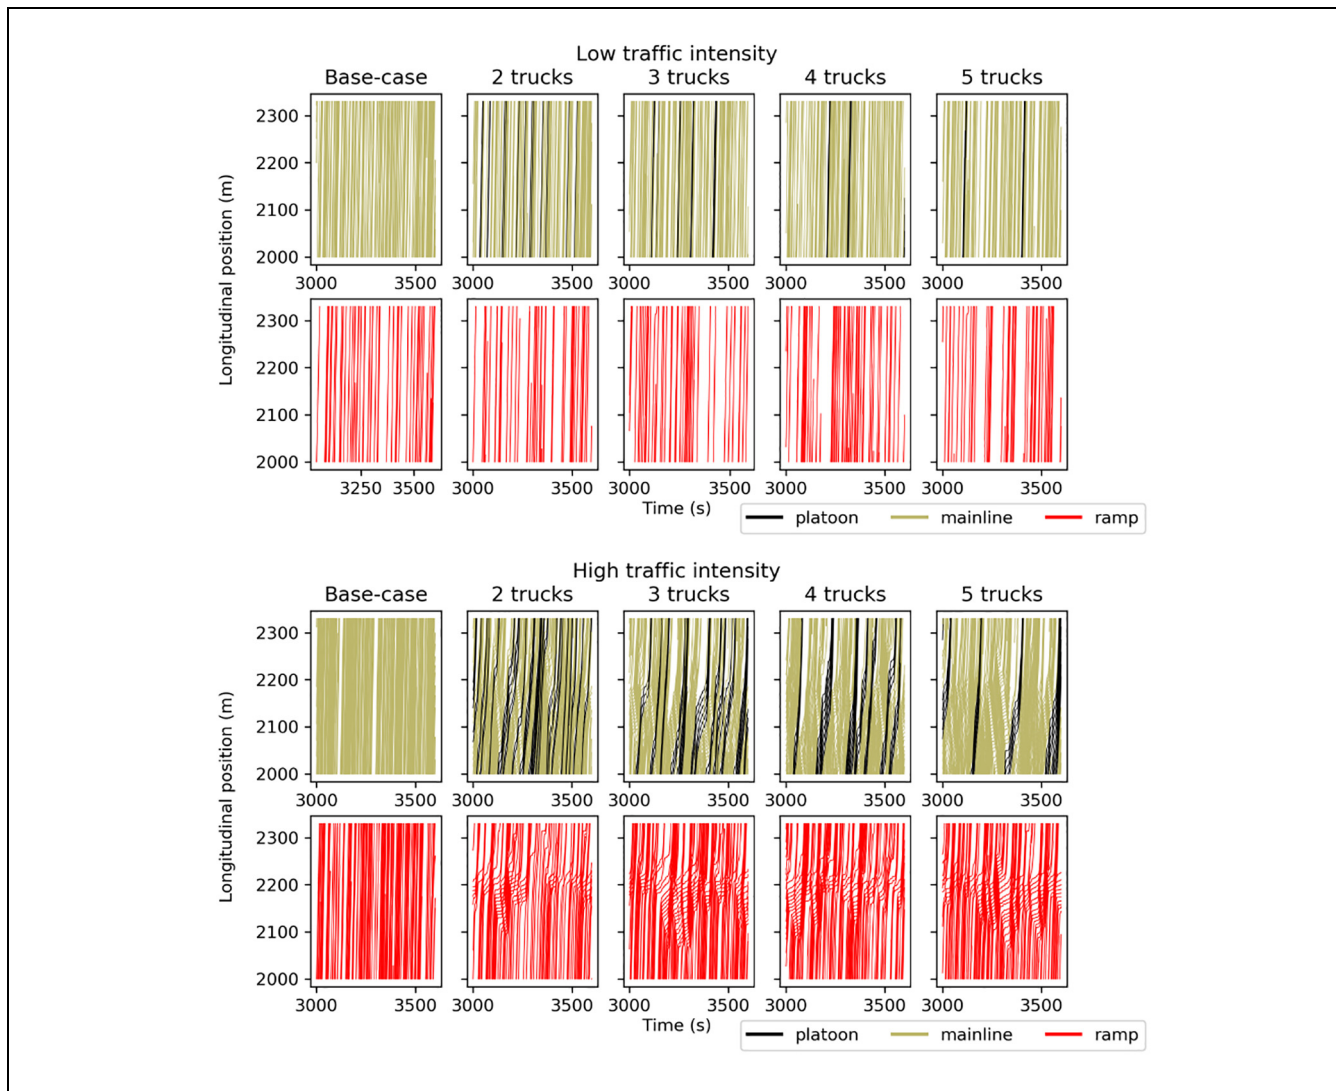 Low traffic intensity
Base-case 2 trucks 3 trucks 4 trucks 5 trucks
Longitudinal position (m)
2300
2200
2100
2000
3000 3500 3000 3500 3000 3500 3000 3500 3000 3500
2300
2200
2100
2000
3250 3500 3000 3500 3000 3500 3000 3500 3000 3500
Time (s)
platoon mainline ramp
High traffic intensity
Base-case 2 trucks 3 trucks 4 trucks 5 trucks
Longitudinal position (m)
2300
2200
2100
2000
3000 3500 3000 3500 3000 3500 3000 3500 3000 3500
2300
2200
2100
2000
3000 3500 3000 3500 3000 3500 3000 3500 3000 3500
Time (s)
platoon mainline ramp